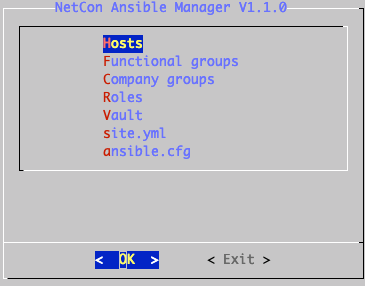 NetCon Ansible Manager V1.1.0
Hosts
Functional groups
Company groups
Roles
Vault
site.yml
ansible.cfg
< OK > < Exit >